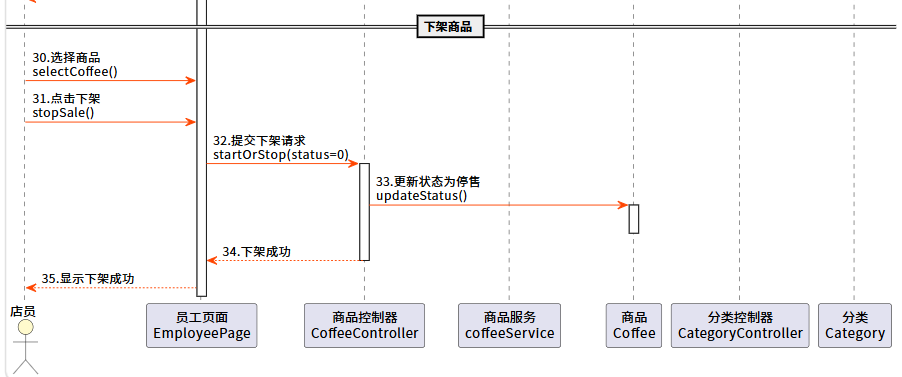 下架商品
30.选择商品
selectCoffee()
31.点击下架
stopSale()
32.提交下架请求
startOrStop(status=0)
33.更新状态为停售
updateStatus()
34.下架成功
35.显示下架成功
店员
员工页面
EmployeePage
商品控制器
CoffeeController
商品服务
coffeeService
商品
Coffee
分类控制器
CategoryController
分类
Category